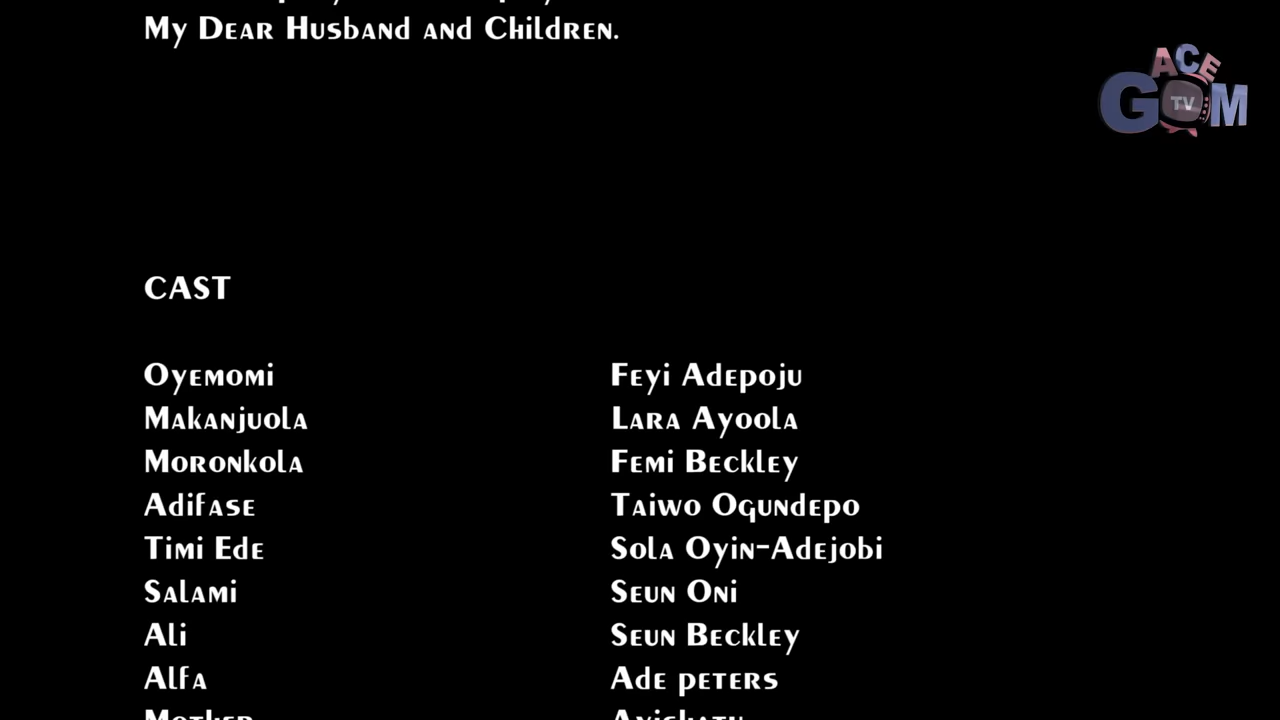 My Dear Husband and Children.
ACE
GOM
TV
CAST
Oyemomi Feyi Adepoju
Makanjuola Lara Ayoola
Moronkola Femi Beckley
Adifase Taiwo Ogundepo
Timi Ede Sola Oyin-Adejobi
Salami Seun Oni
Ali Seun Beckley
Alfa Ade peters
Mother